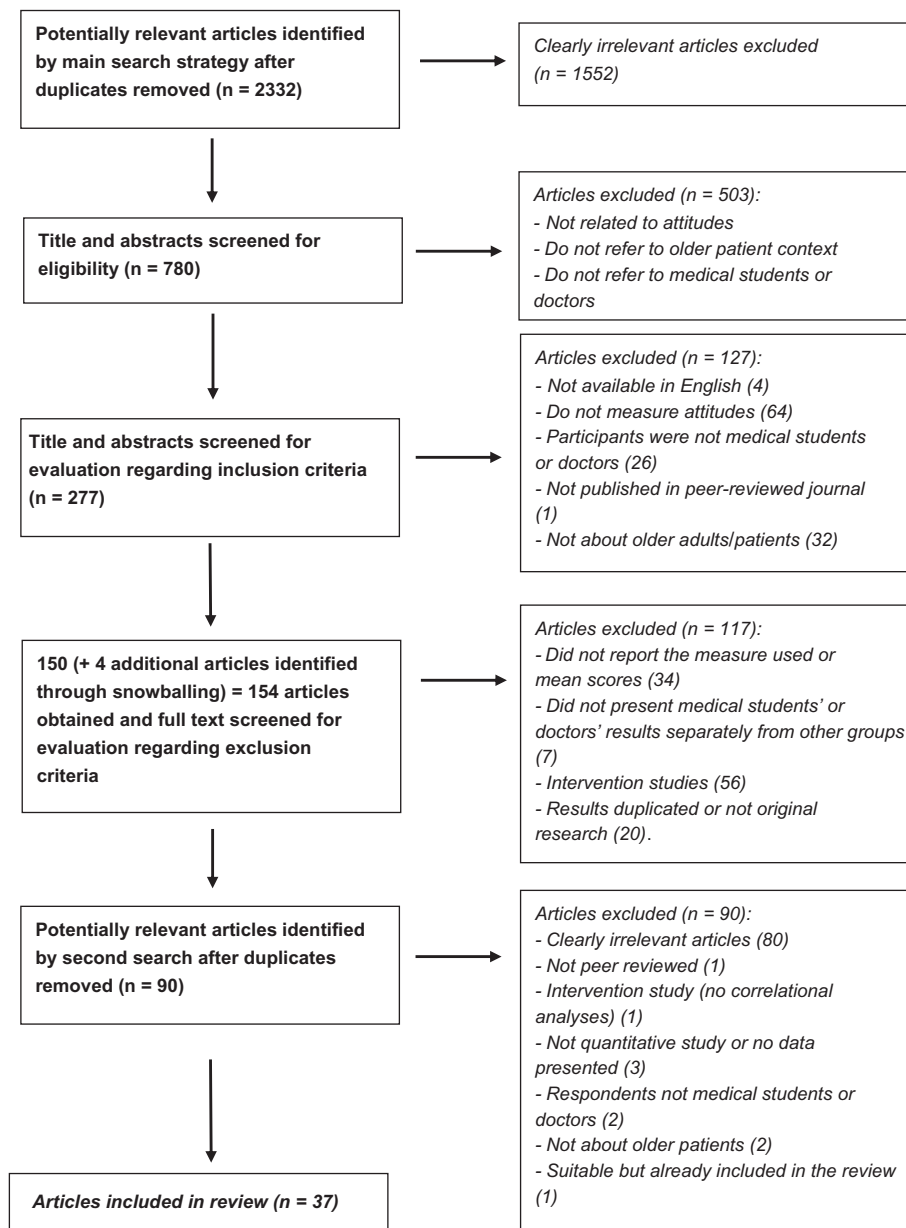 Potentially relevant articles identified
by main search strategy after
duplicates removed (n = 2332)
Clearly irrelevant articles excluded
(n = 1552)
Title and abstracts screened for
eligibility (n = 780)
Articles excluded (n = 503):
- Not related to attitudes
- Do not refer to older patient context
- Do not refer to medical students or
doctors
Title and abstracts screened for
evaluation regarding inclusion criteria
(n = 277)
Articles excluded (n = 127):
- Not available in English (4)
- Do not measure attitudes (64)
- Participants were not medical students
or doctors (26)
- Not published in peer-reviewed journal
(1)
- Not about older adults/patients (32)
150 (+ 4 additional articles identified
through snowballing) = 154 articles
obtained and full text screened for
evaluation regarding exclusion
criteria
Articles excluded (n = 117):
- Did not report the measure used or
mean scores (34)
- Did not present medical students' or
doctors' results separately from other groups
(7)
- Intervention studies (56)
- Results duplicated or not original
research (20).
Potentially relevant articles identified
by second search after duplicates
removed (n = 90)
Articles excluded (n = 90):
- Clearly irrelevant articles (80)
- Not peer reviewed (1)
- Intervention study (no correlational
analyses) (1)
- Not quantitative study or no data
presented (3)
- Respondents not medical students or
doctors (2)
- Not about older patients (2)
- Suitable but already included in the review
(1)
Articles included in review (n = 37)